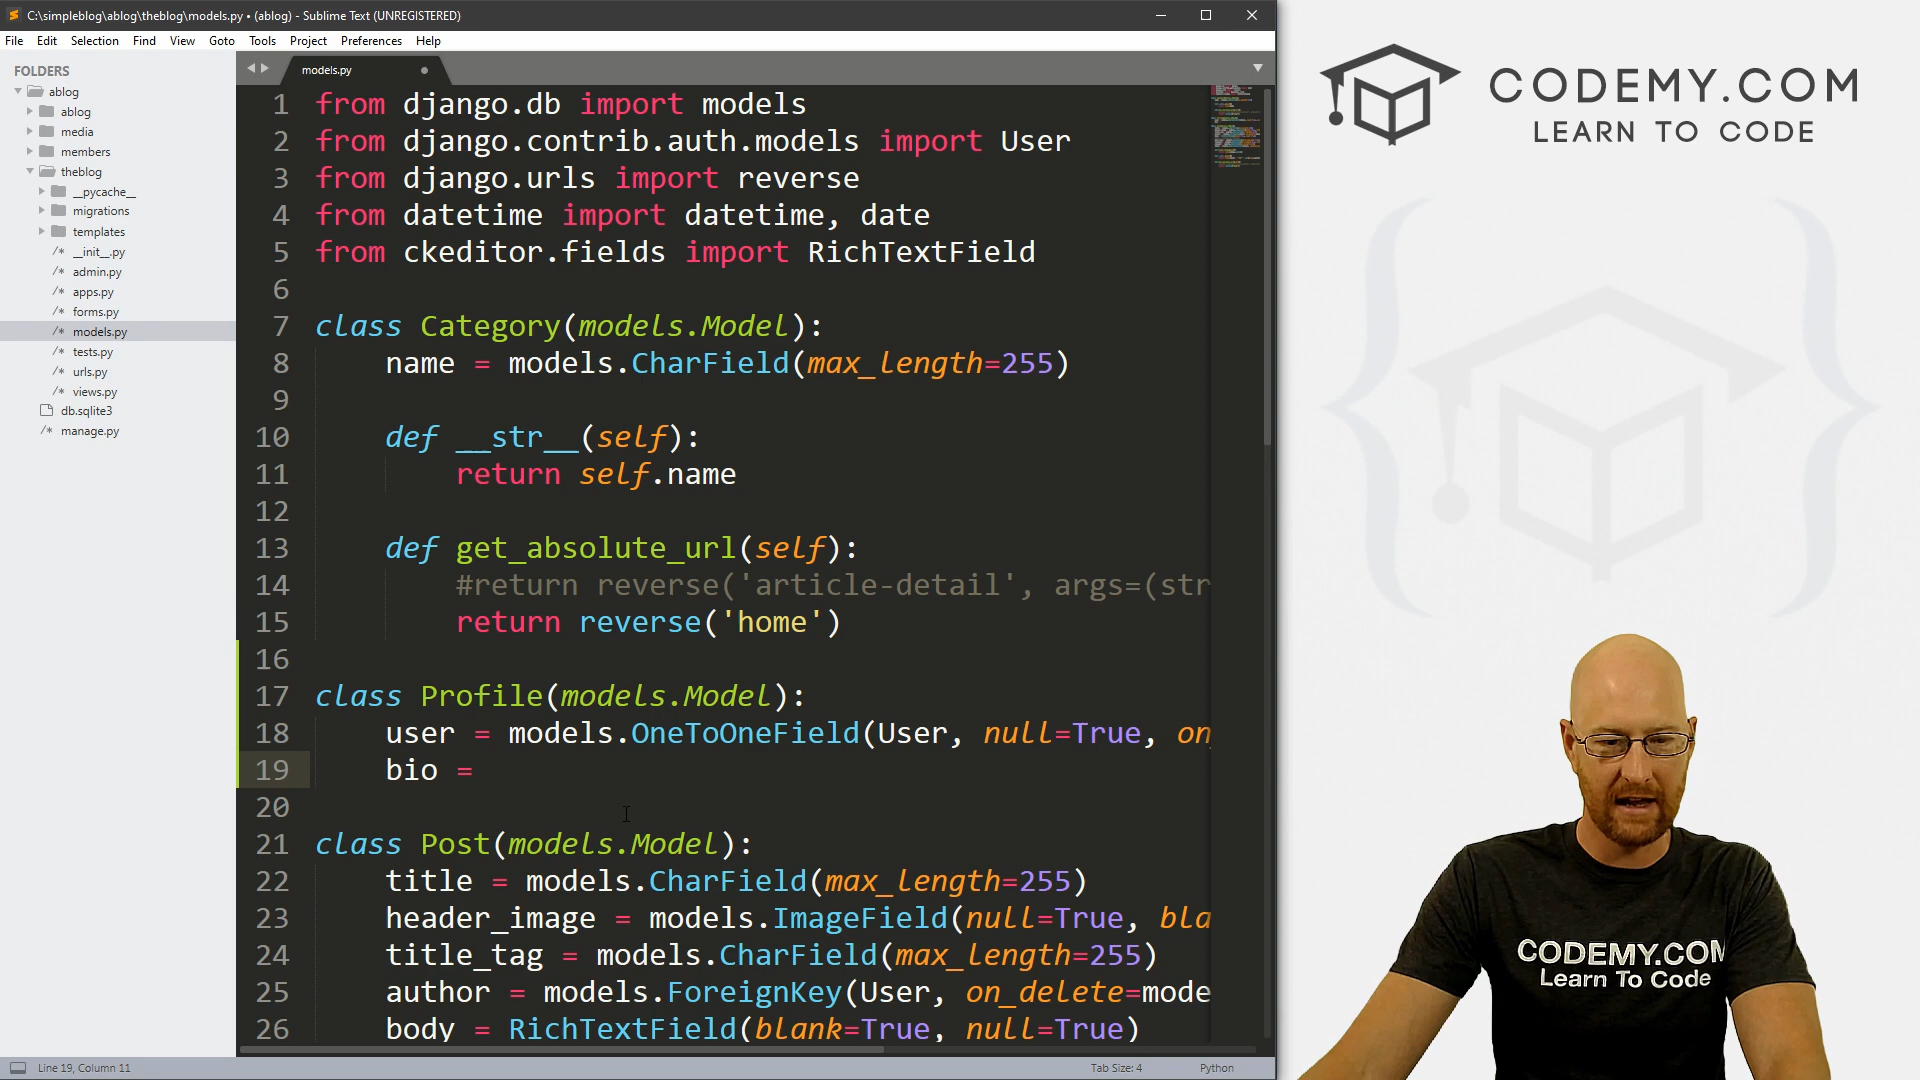 C:\simpleblog\ablog\theblog\models.py • (ablog) - Sublime Text (UNREGISTERED)
File Edit Selection Find View Goto Tools Project Preferences Help
FOLDERS
ablog
ablog
media
members
theblog
__pycache__
migrations
templates
__init__.py
admin.py
apps.py
forms.py
models.py
tests.py
urls.py
views.py
db.sqlite3
manage.py
models.py
1 from django.db import models
2 from django.contrib.auth.models import User
3 from django.urls import reverse
4 from datetime import datetime, date
5 from ckeditor.fields import RichTextField
6
7 class Category(models.Model):
8 name = models.CharField(max_length=255)
9
10 def __str__(self):
11 return self.name
12
13 def get_absolute_url(self):
14 #return reverse('article-detail', args=(str
15 return reverse('home')
16
17 class Profile(models.Model):
18 user = models.OneToOneField(User, null=True, on
19 bio =
20
21 class Post(models.Model):
22 title = models.CharField(max_length=255)
23 header_image = models.ImageField(null=True, bla
24 title_tag = models.CharField(max_length=255)
25 author = models.ForeignKey(User, on_delete=mode
26 body = RichTextField(blank=True, null=True)
Line 19, Column 11
Tab Size: 4
Python
CODEMY.COM
LEARN TO CODE
CODEMY.COM
Learn To Code